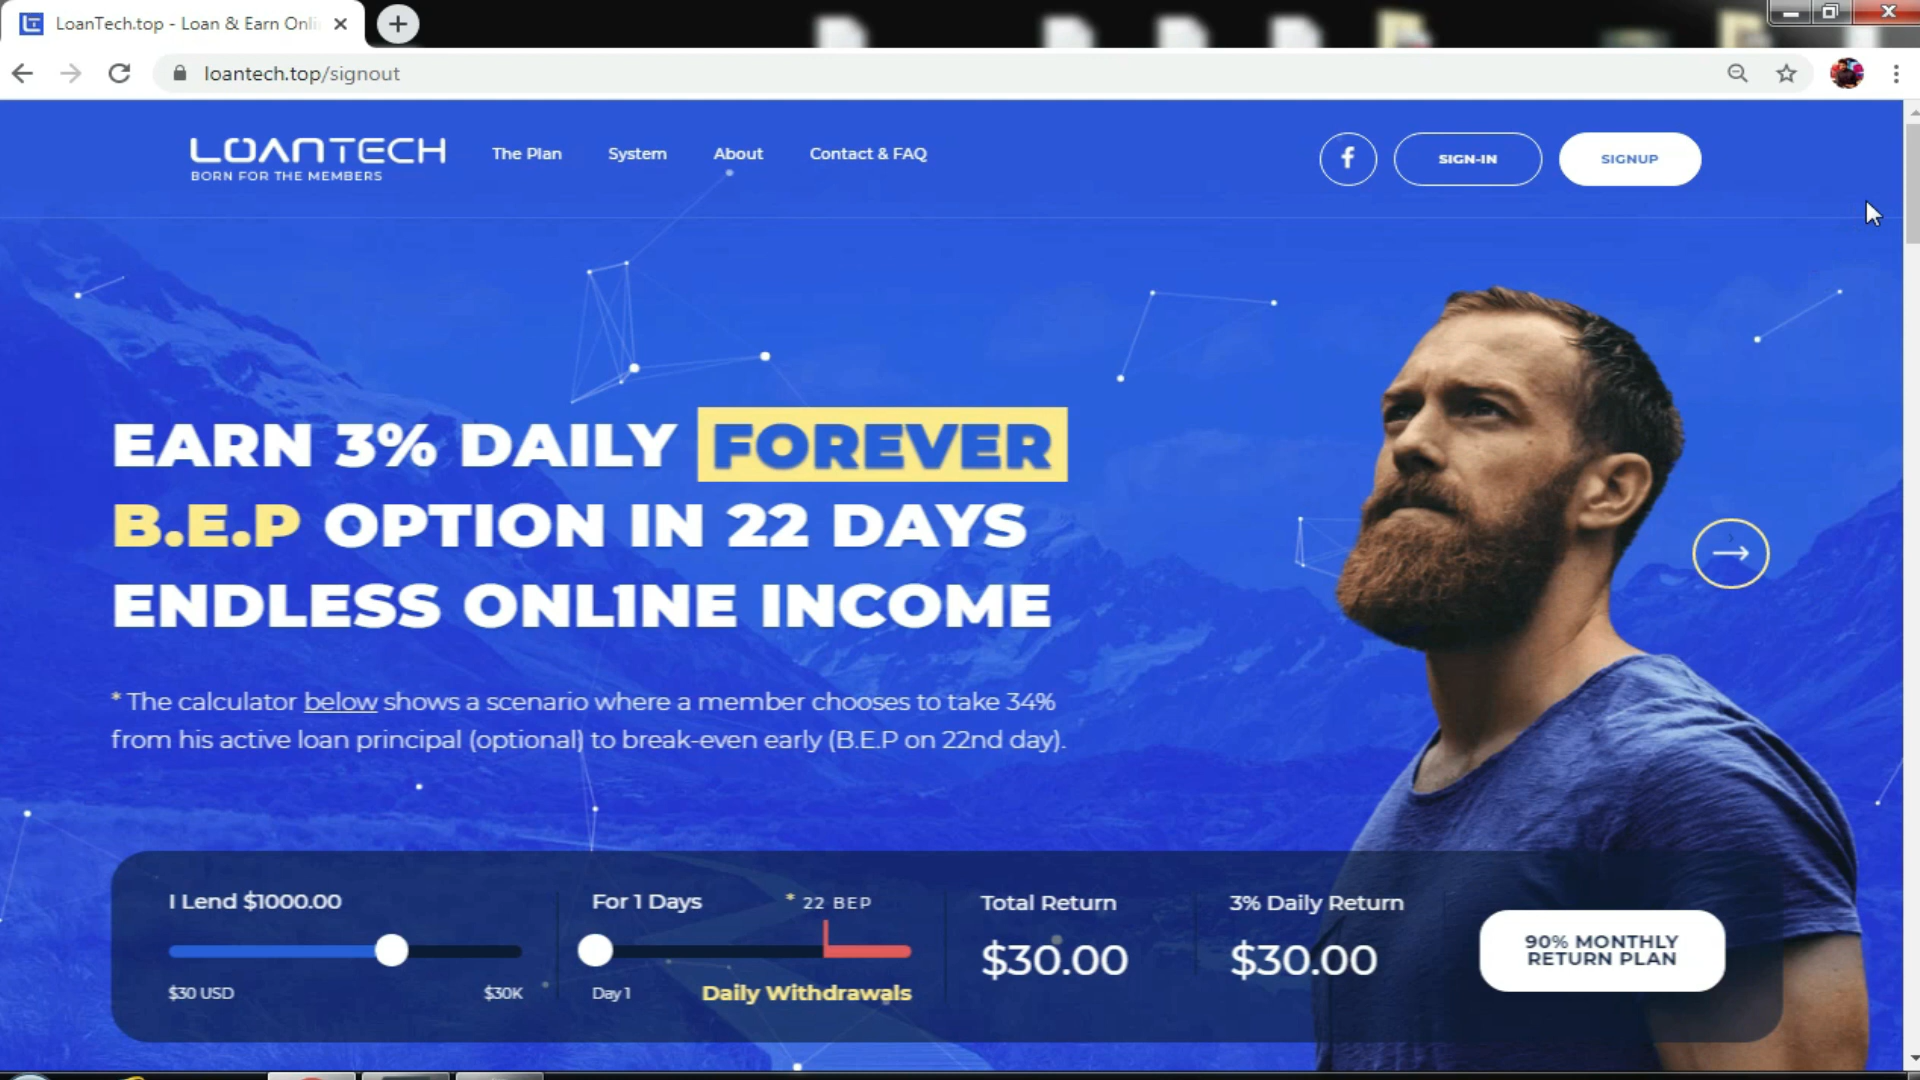 LoanTech.top - Loan & Earn Onli
loantech.top/signout
LOANTECH
BORN FOR THE MEMBERS
The Plan
System
About
Contact & FAQ
f
SIGN-IN
SIGNUP
EARN 3% DAILY FOREVER
B.E.P OPTION IN 22 DAYS
ENDLESS ONL1NE INCOME
* The calculator below shows a scenario where a member chooses to take 34%
from his active loan principal (optional) to break-even early (B.E.P on 22nd day).
I Lend $1000.00
$30 USD
$30K
For 1 Days
* 22 BEP
Day 1
Daily Withdrawals
Total Return
$30.00
3% Daily Return
$30.00
90% MONTHLY
RETURN PLAN